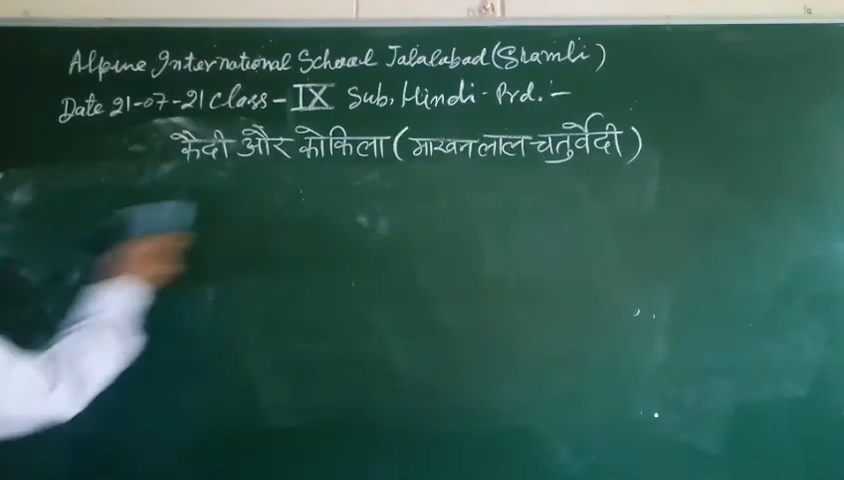 Alpine International School Jalalabad (Shamli)
Date 21-07-21 Class - IX Sub. Hindi - Prd. :-
कैदी और कोकिला ( माखनलाल चतुर्वेदी )